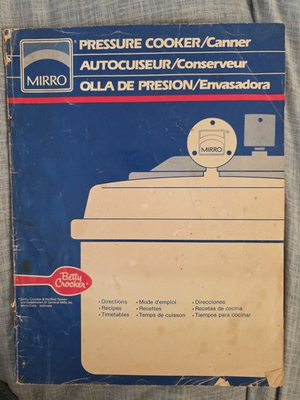 PRESSURE COOKER/Canner
AUTOCUISEUR/Conserveur
OLLA DE PRESION/Envasadora
MIRRO
MIRRO
Betty
Crocker
• Directions
• Recipes
• Timetables
• Mode d'emploi
• Recettes
• Temps de cuisson
• Direcciones
• Recetas de cocina
• Tiempos para cocinar